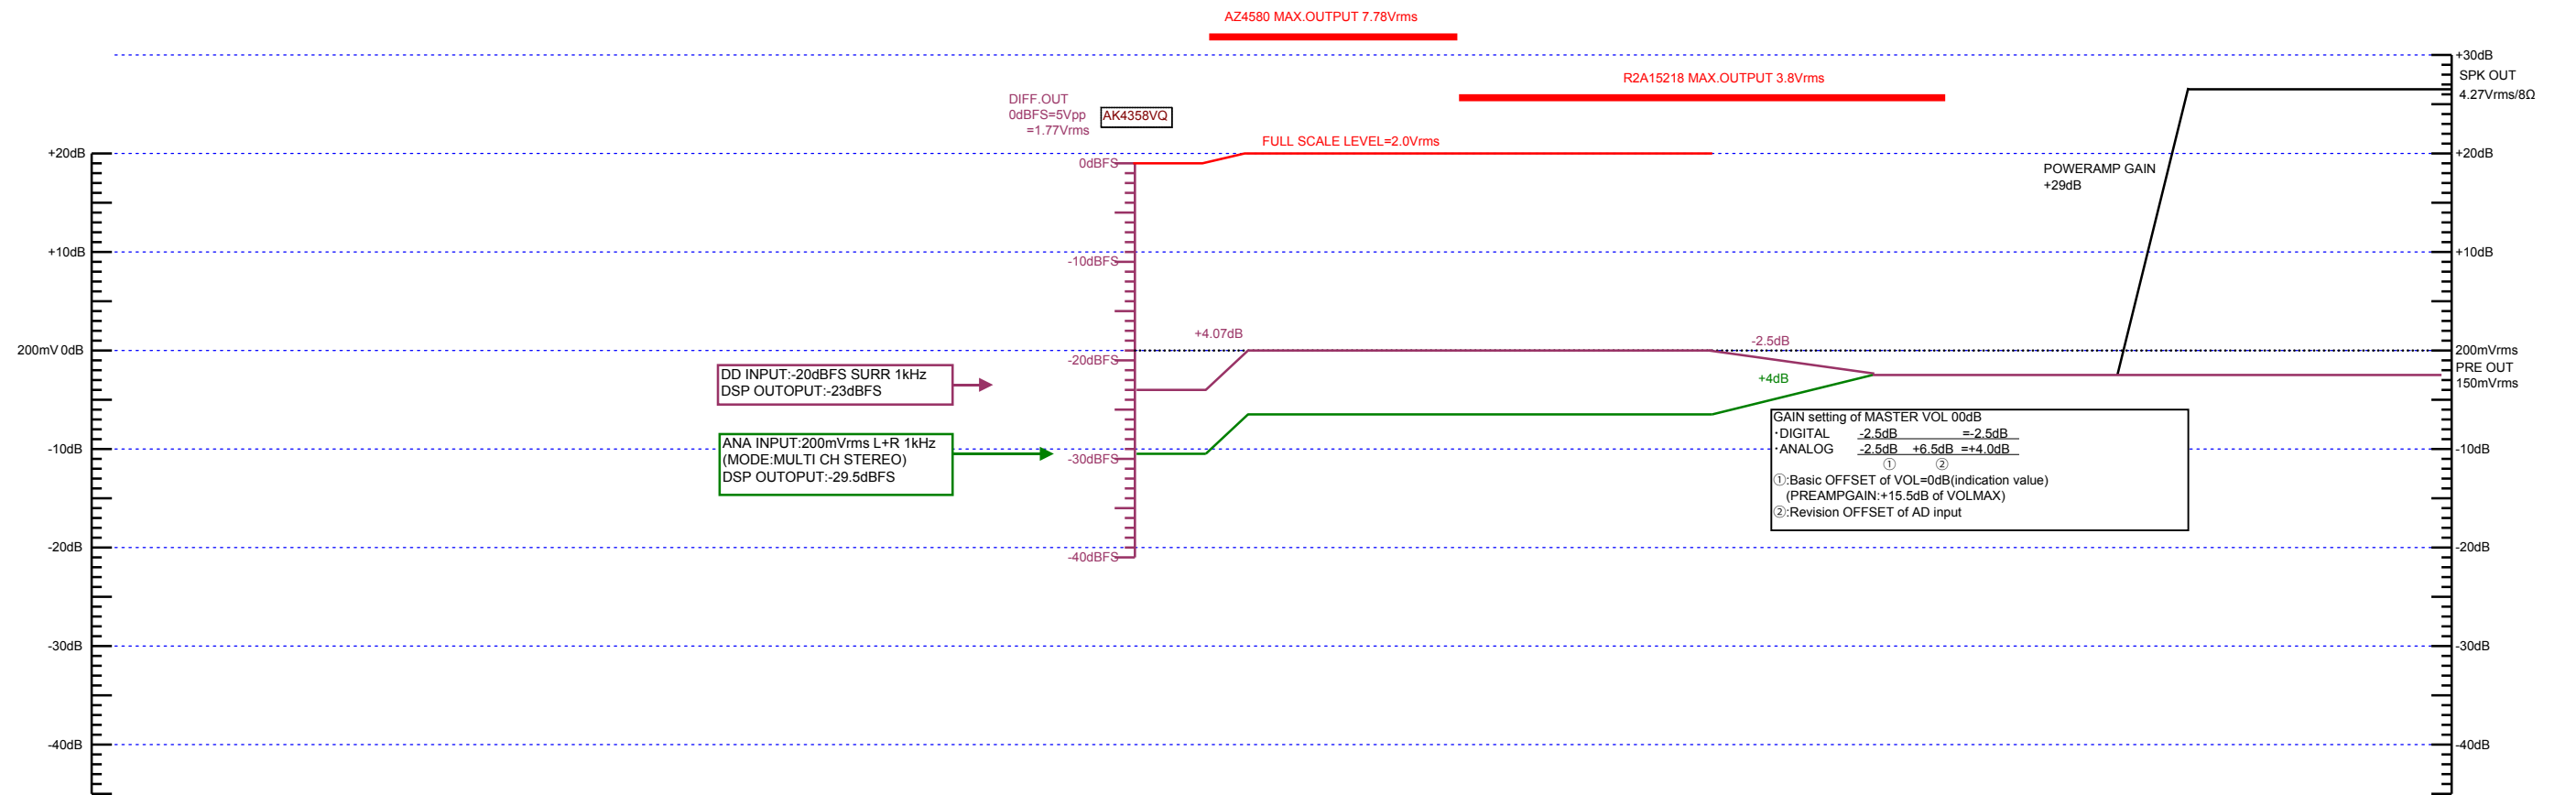 AZ4580 MAX.OUTPUT 7.78Vrms
R2A15218 MAX.OUTPUT 3.8Vrms
DIFF.OUT
0dBFS=5Vpp
=1.77Vrms
AK4358VQ
FULL SCALE LEVEL=2.0Vrms
+20dB
+10dB
200mV 0dB
-10dB
-20dB
-30dB
-40dB
0dBFS
-10dBFS
-20dBFS
-30dBFS
-40dBFS
DD INPUT:-20dBFS SURR 1kHz
DSP OUTOPUT:-23dBFS
ANA INPUT:200mVrms L+R 1kHz
(MODE:MULTI CH STEREO)
DSP OUTOPUT:-29.5dBFS
+4.07dB
-2.5dB
+4dB
POWERAMP GAIN
+29dB
GAIN setting of MASTER VOL 00dB
・DIGITAL -2.5dB =-2.5dB
・ANALOG -2.5dB +6.5dB =+4.0dB
① ②
①:Basic OFFSET of VOL=0dB(indication value)
(PREAMPGAIN:+15.5dB of VOLMAX)
②:Revision OFFSET of AD input
+30dB
SPK OUT
4.27Vrms/8Ω
+20dB
+10dB
200mVrms
PRE OUT
150mVrms
-10dB
-20dB
-30dB
-40dB